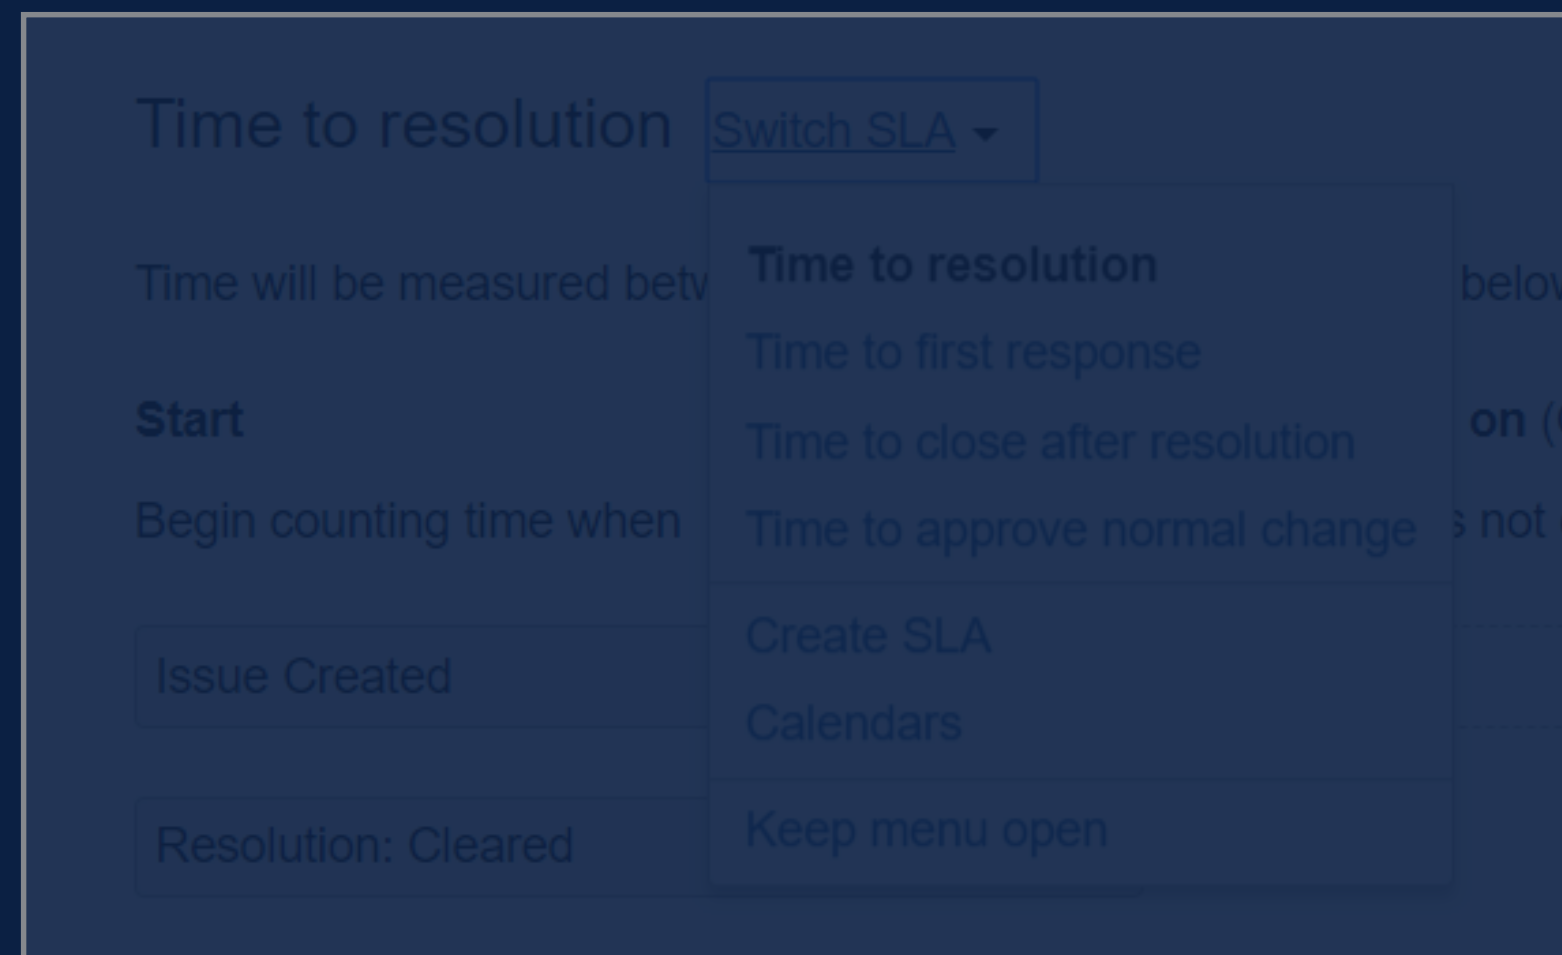 Time to resolution Switch SLA
Time will be measured
Time to resolution
Time to first response
Time to close after resolution
Time to approve normal change
Create SLA
Calendars
Keep menu open
Start
on
Begin counting time when
not
Issue Created
Resolution: Cleared